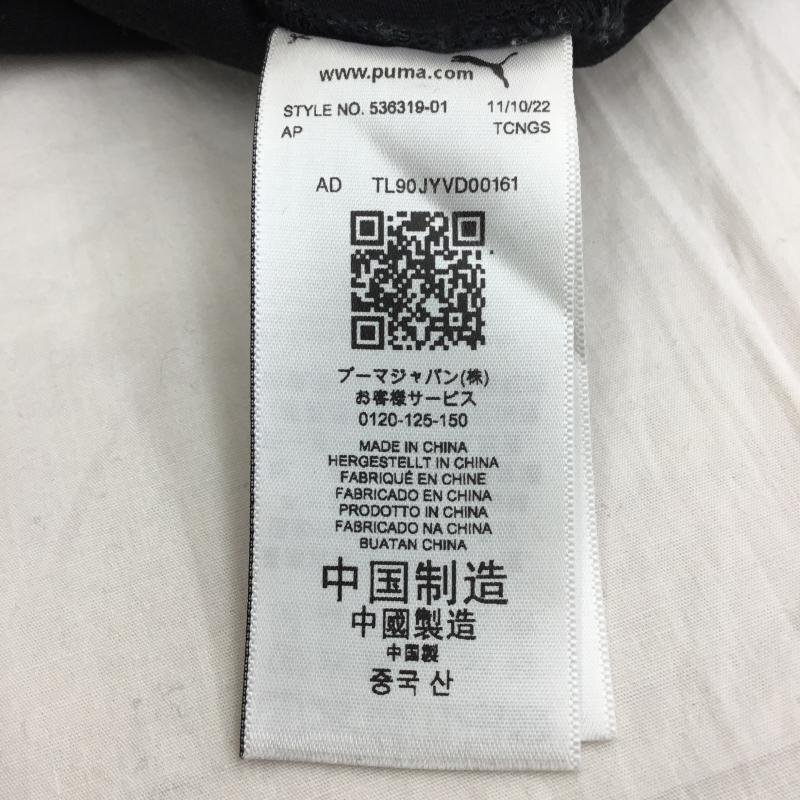 www.puma.com
STYLE NO. 536319-01 11/10/22
AP TCNGS
AD TL90JYVD00161
プーマジャパン(株)
お客様サービス
0120-125-150
MADE IN CHINA
HERGESTELLT IN CHINA
FABRIQUÉ EN CHINE
FABRICADO EN CHINA
PRODOTTO IN CHINA
FABRICADO NA CHINA
BUATAN CHINA
中国制造
中國製造
中国製
중국 산